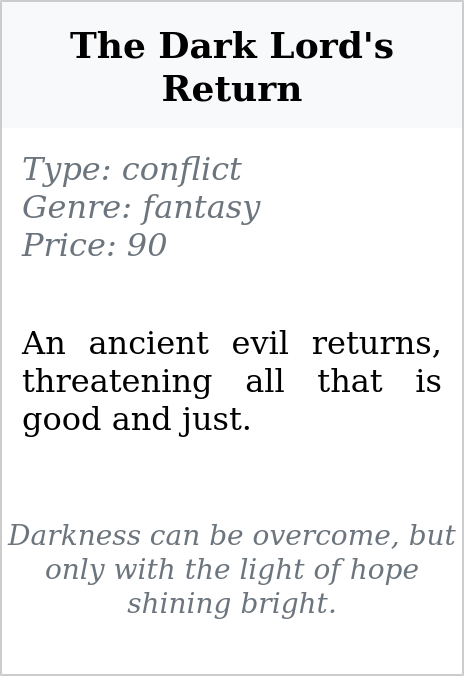 The Dark Lord's
Return
Type: conflict
Genre: fantasy
Price: 90
An ancient evil returns,
threatening all that is
good and just.
Darkness can be overcome, but
only with the light of hope
shining bright.